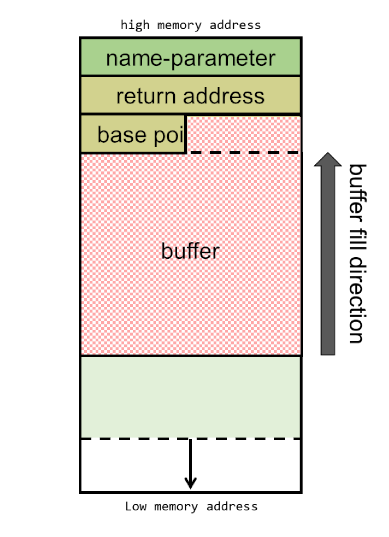 high memory address
name-parameter
return address
base poi
buffer
buffer fill direction
Low memory address